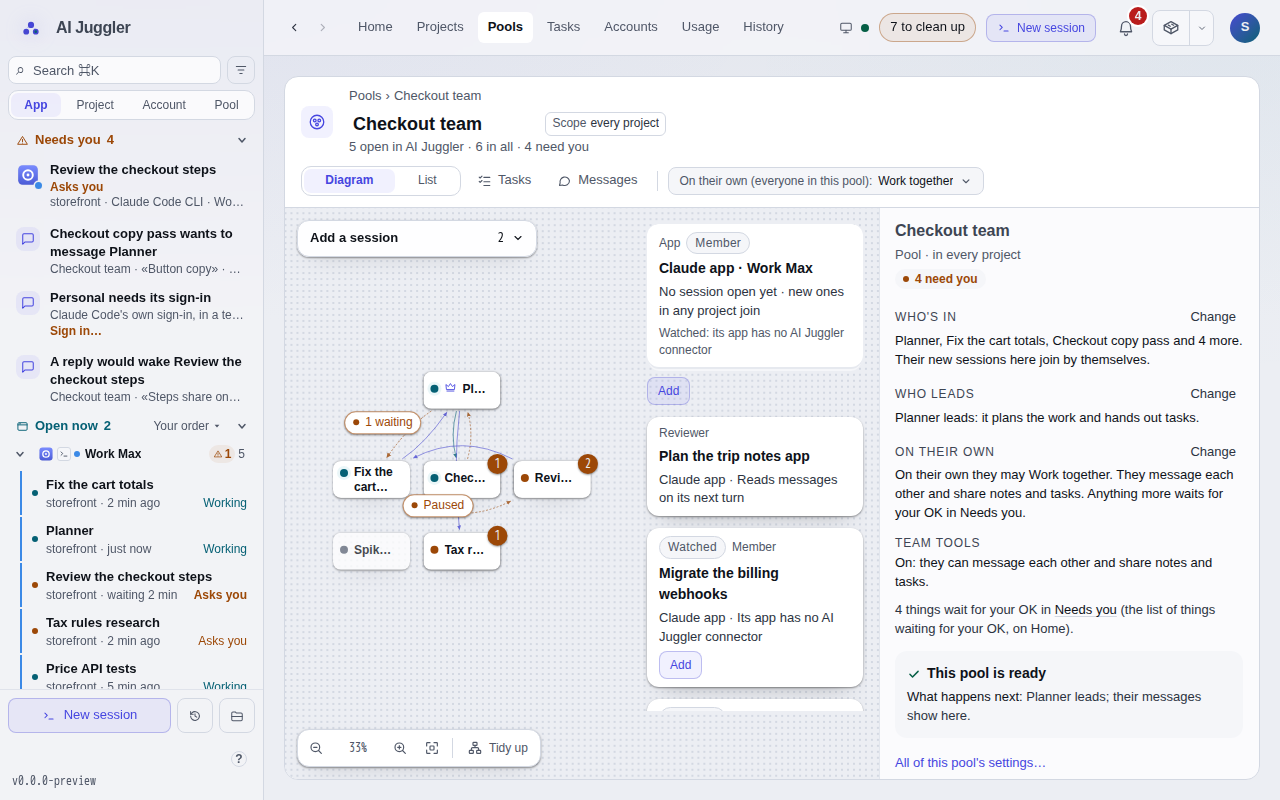 AI Juggler
Search ⌘K
App Project Account Pool
Needs you 4
Review the checkout steps
Asks you
storefront · Claude Code CLI · Wo…
Checkout copy pass wants to
message Planner
Checkout team · «Button copy» · …
Personal needs its sign-in
Claude Code's own sign-in, in a te…
Sign in…
A reply would wake Review the
checkout steps
Checkout team · «Steps share on…
Open now 2 Your order
Work Max 1 5
Fix the cart totals
storefront · 2 min ago Working
Planner
storefront · just now Working
Review the checkout steps
storefront · waiting 2 min Asks you
Tax rules research
storefront · 2 min ago Asks you
Price API tests
storefront · 5 min ago Working
New session
?
v0.0.0-preview
Home Projects Pools Tasks Accounts Usage History
7 to clean up
New session
4
S
Pools › Checkout team
Checkout team
Scope every project
5 open in AI Juggler · 6 in all · 4 need you
Diagram List Tasks Messages
On their own (everyone in this pool): Work together
Add a session 2
Pl…
1 waiting
Fix the
cart…
Chec…
1
Revi…
2
Paused
Spik…
Tax r…
1
33%
Tidy up
App Member
Claude app · Work Max
No session open yet · new ones
in any project join
Watched: its app has no AI Juggler
connector
Add
Reviewer
Plan the trip notes app
Claude app · Reads messages
on its next turn
Watched Member
Migrate the billing
webhooks
Claude app · Its app has no AI
Juggler connector
Add
Checkout team
Pool · in every project
4 need you
WHO'S IN Change
Planner, Fix the cart totals, Checkout copy pass and 4 more.
Their new sessions here join by themselves.
WHO LEADS Change
Planner leads: it plans the work and hands out tasks.
ON THEIR OWN Change
On their own they may Work together. They message each
other and share notes and tasks. Anything more waits for
your OK in Needs you.
TEAM TOOLS
On: they can message each other and share notes and
tasks.
4 things wait for your OK in Needs you (the list of things
waiting for your OK, on Home).
This pool is ready
What happens next: Planner leads; their messages
show here.
All of this pool's settings…